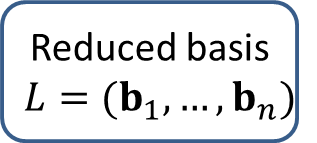 Reduced basis
L = (b₁, …, bₙ)